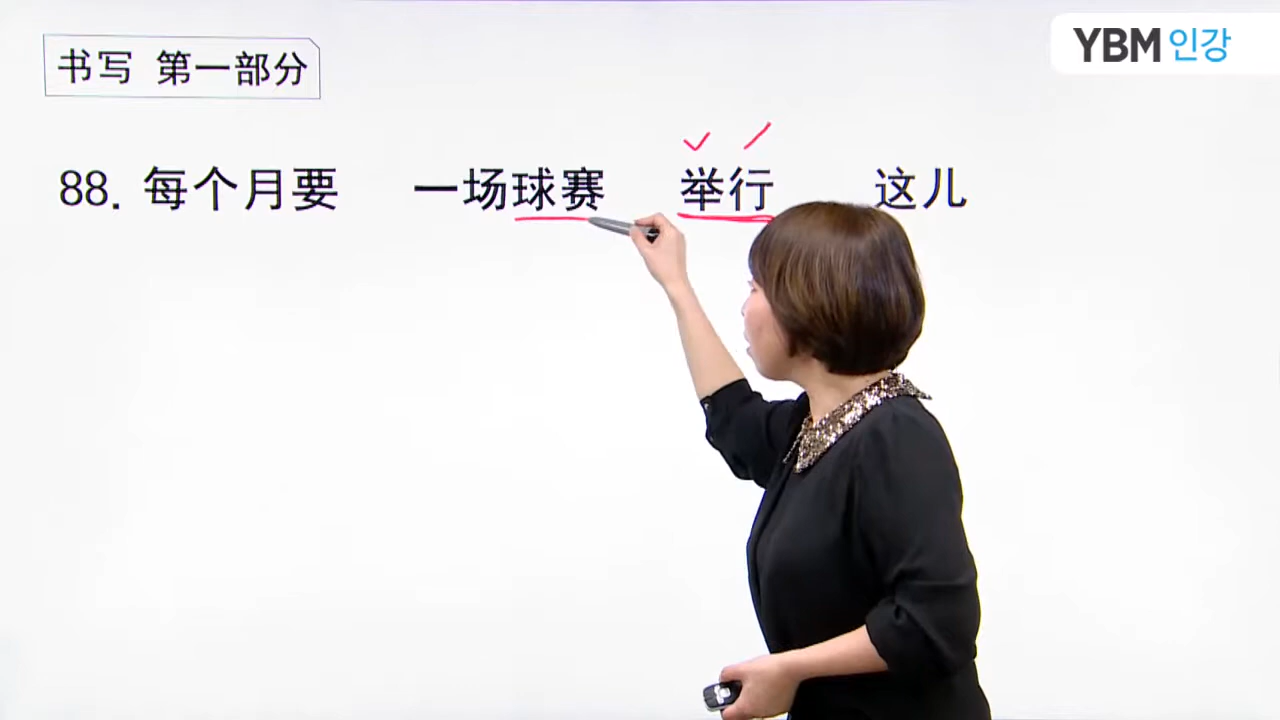 书写 第一部分
YBM 인강
88. 每个月要 一场球赛 举行 这儿